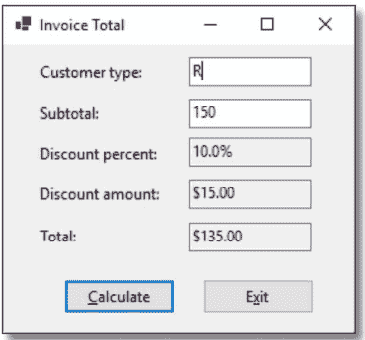 Invoice Total
Customer type: R
Subtotal: 150
Discount percent: 10.0%
Discount amount: $15.00
Total: $135.00
Calculate Exit